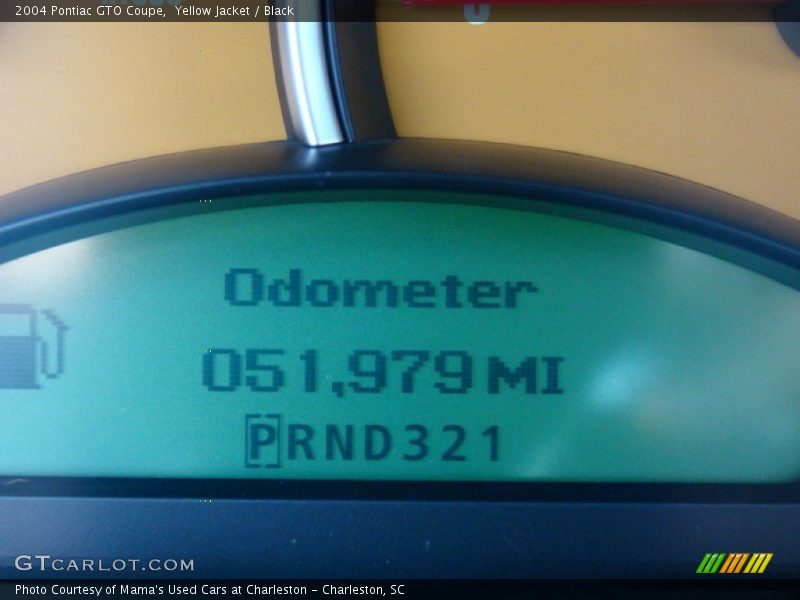 2004 Pontiac GTO Coupe,  Yellow Jacket / Black
0
Odometer
051,979 MI
PRND321
GTCARLOT.COM
Photo Courtesy of Mama's Used Cars at Charleston - Charleston, SC